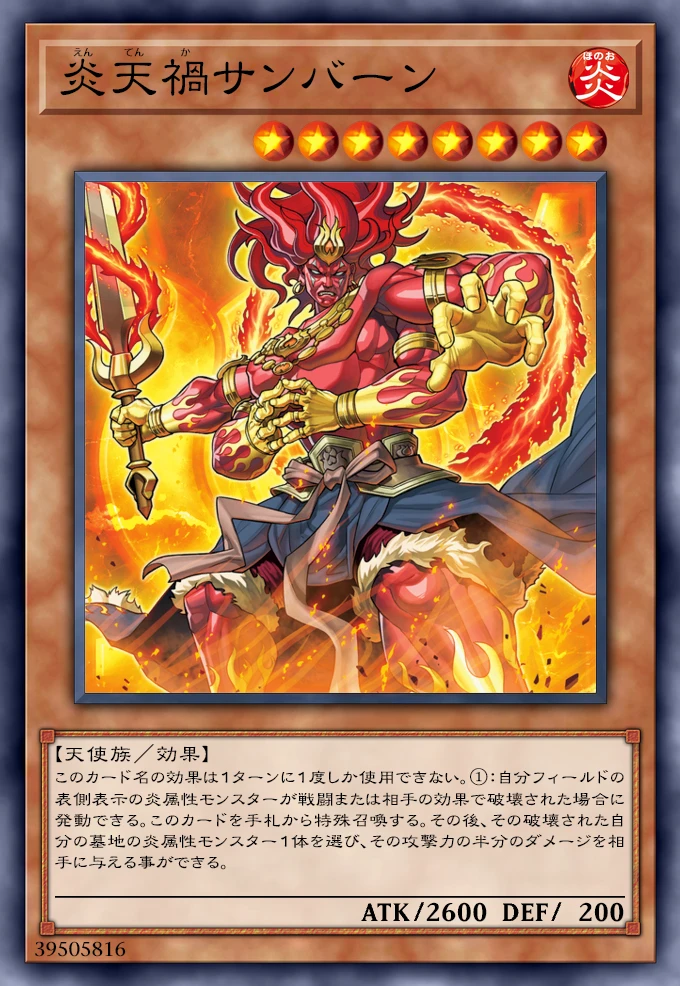 えん てん か
炎天禍サンバーン
ほのお
炎
【天使族／効果】
このカード名の効果は1ターンに1度しか使用できない。①：自分フィールドの
表側表示の炎属性モンスターが戦闘または相手の効果で破壊された場合に
発動できる。このカードを手札から特殊召喚する。その後、その破壊された自
分の墓地の炎属性モンスター1体を選び、その攻撃力の半分のダメージを相
手に与える事ができる。
ATK/2600 DEF/ 200
39505816